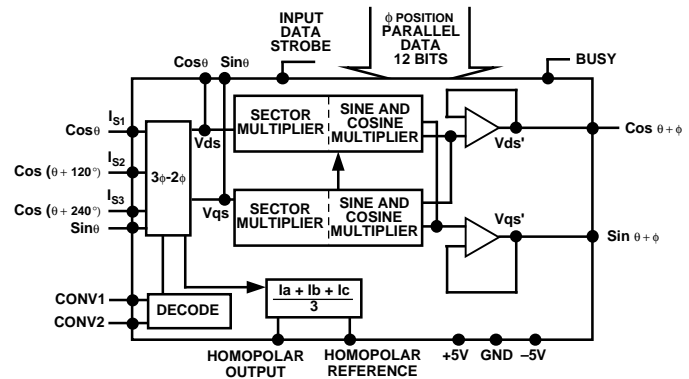 INPUT
DATA
STROBE
ϕ POSITION
PARALLEL
DATA
12 BITS
BUSY
Cosθ Sinθ
IS1
Cosθ
IS2
Cos (θ + 120°)
IS3
Cos (θ + 240°)
Sinθ
3ϕ-2ϕ
Vds
Vqs
SECTOR
MULTIPLIER
SINE AND
COSINE
MULTIPLIER
SECTOR
MULTIPLIER
SINE AND
COSINE
MULTIPLIER
Vds'
Cos θ + ϕ
Vqs'
Sin θ + ϕ
CONV1
CONV2
DECODE
Ia + Ib + Ic
3
HOMOPOLAR
OUTPUT
HOMOPOLAR
REFERENCE
+5V GND –5V